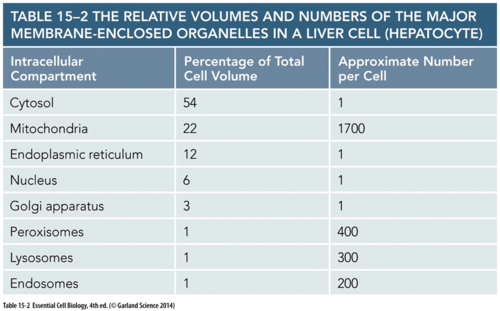 TABLE 15–2 THE RELATIVE VOLUMES AND NUMBERS OF THE MAJOR
MEMBRANE-ENCLOSED ORGANELLES IN A LIVER CELL (HEPATOCYTE)
Intracellular Compartment Percentage of Total Cell Volume Approximate Number per Cell
Cytosol 54 1
Mitochondria 22 1700
Endoplasmic reticulum 12 1
Nucleus 6 1
Golgi apparatus 3 1
Peroxisomes 1 400
Lysosomes 1 300
Endosomes 1 200
Table 15-2 Essential Cell Biology, 4th ed. (© Garland Science 2014)